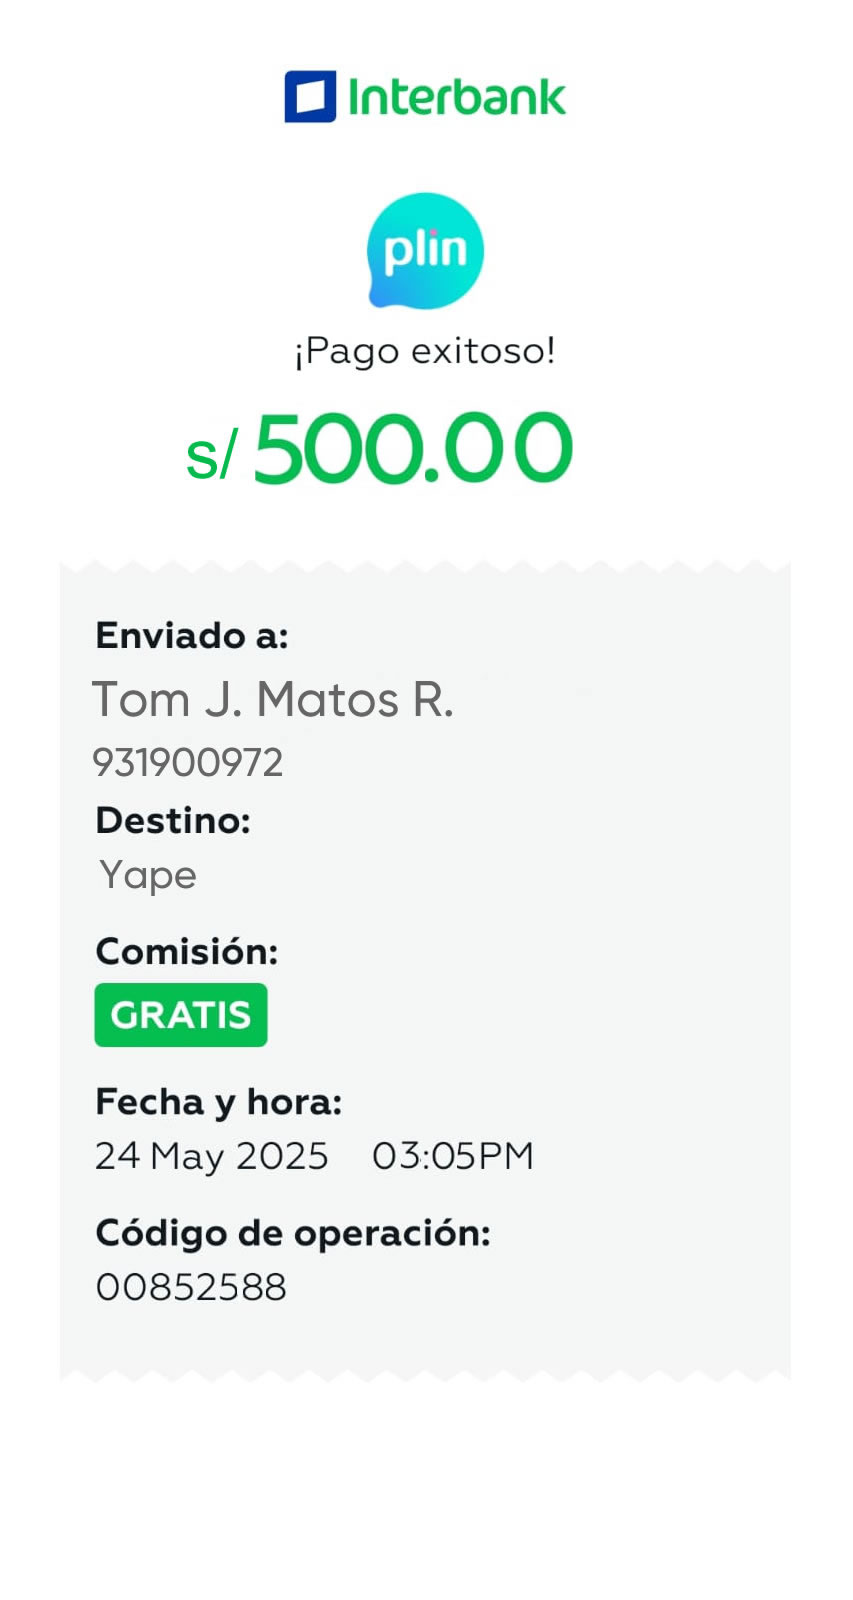 Interbank
plin
¡Pago exitoso!
s/ 500.00
Enviado a:
Tom J. Matos R.
931900972
Destino:
Yape
Comisión:
GRATIS
Fecha y hora:
24 May 2025 03:05PM
Código de operación:
00852588